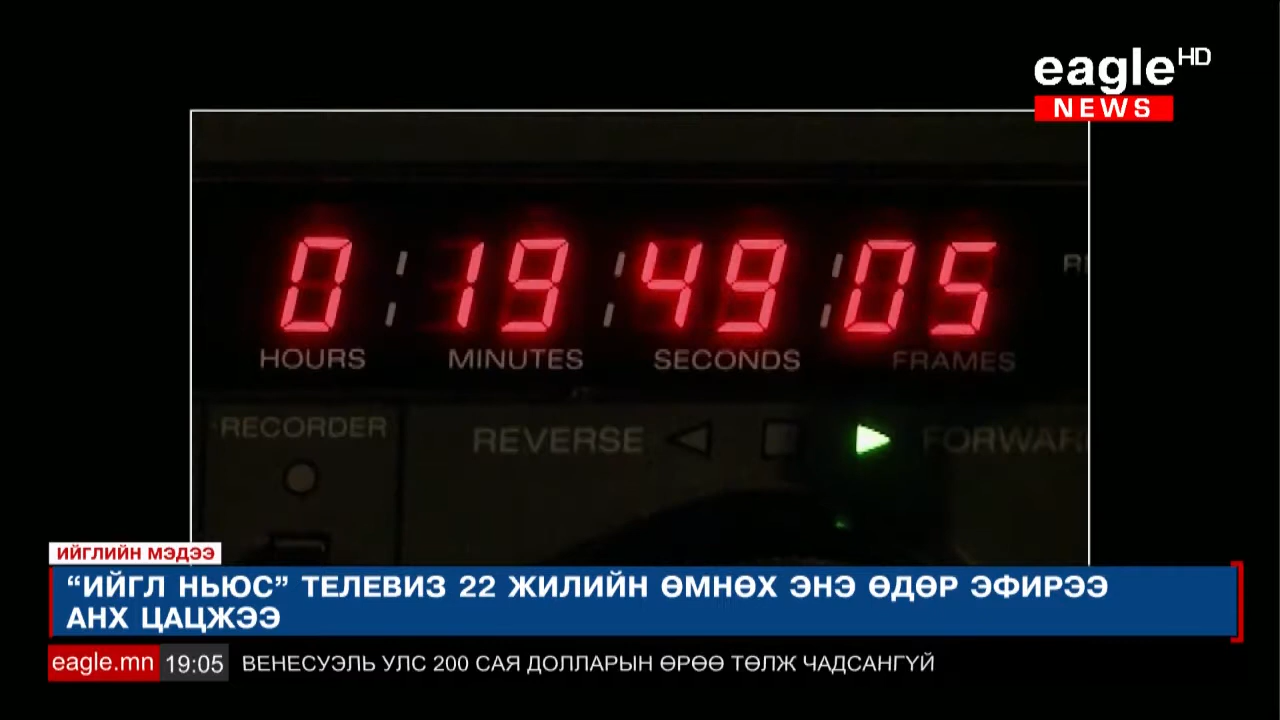 eagle HD
NEWS
0 : 19 : 49 : 05
HOURS MINUTES SECONDS FRAMES
RECORDER
REVERSE
ИЙГЛИЙН МЭДЭЭ
“ИЙГЛ НЬЮС” ТЕЛЕВИЗ 22 ЖИЛИЙН ӨМНӨХ ЭНЭ ӨДӨР ЭФИРЭЭ
АНХ ЦАЦЖЭЭ
eagle.mn 19:05 ВЕНЕСУЭЛЬ УЛС 200 САЯ ДОЛЛАРЫН ӨРӨӨ ТӨЛЖ ЧАДСАНГҮЙ